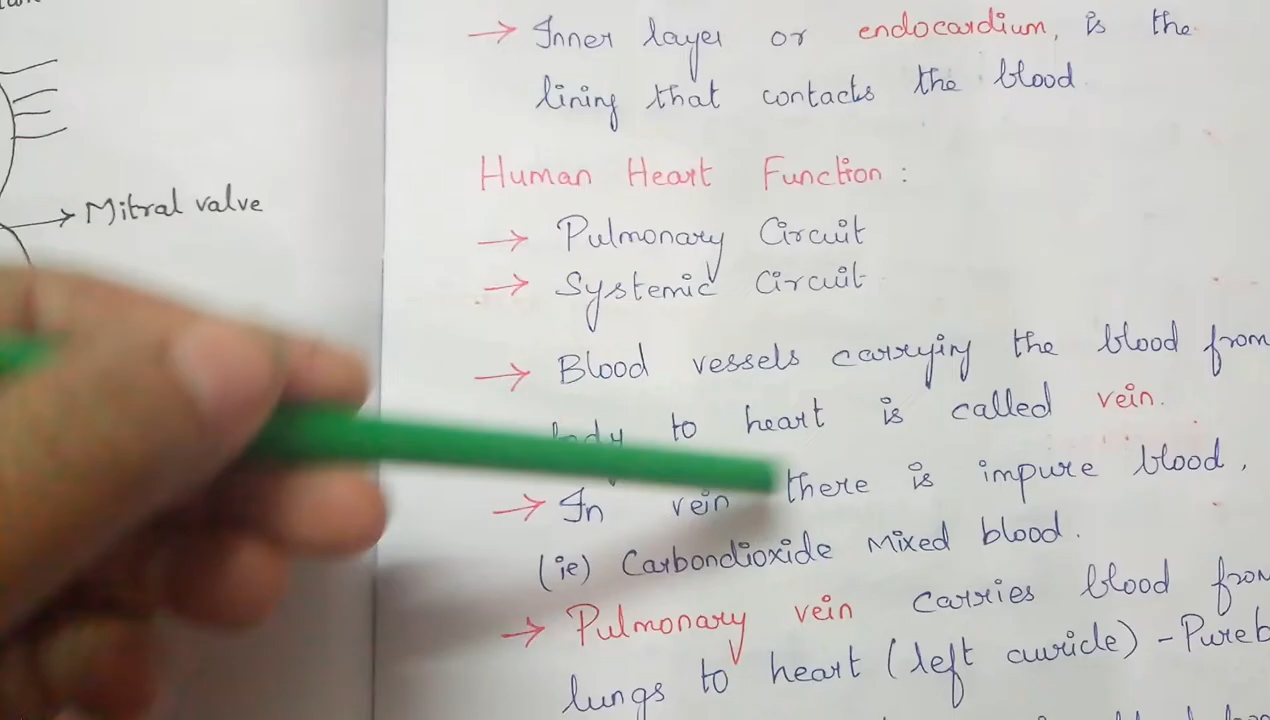 Mitral valve
→ Inner layer or endocardium, is the
lining that contacts the blood
Human Heart Function :
→ Pulmonary Circuit
→ Systemic Circuit
→ Blood vessels carrying the blood from
body to heart is called vein.
→ In vein there is impure blood,
(ie) Carbondioxide Mixed blood.
→ Pulmonary vein carries blood from
lungs to heart (left auricle) - Pure